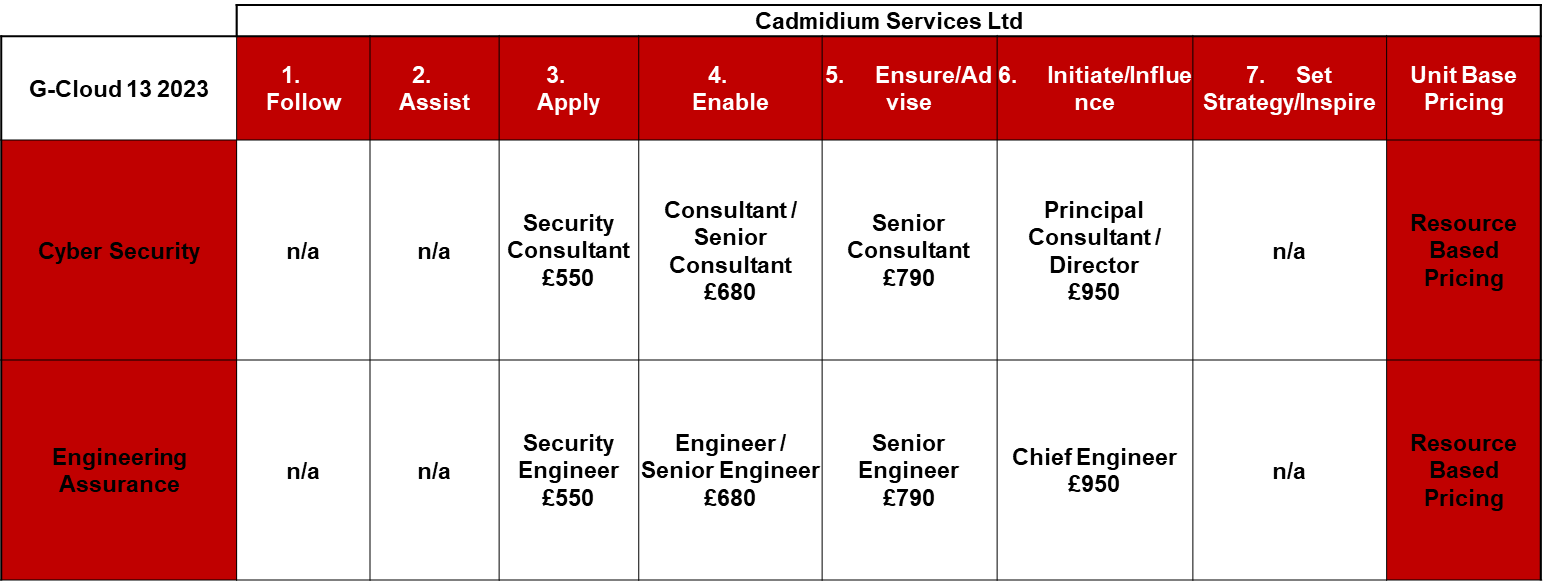 Cadmidium Services Ltd
G-Cloud 13 2023
1.
Follow
2.
Assist
3.
Apply
4.
Enable
5. Ensure/Ad
vise
6. Initiate/Influe
nce
7. Set
Strategy/Inspire
Unit Base
Pricing
Cyber Security
n/a
n/a
Security
Consultant
£550
Consultant /
Senior
Consultant
£680
Senior
Consultant
£790
Principal
Consultant /
Director
£950
n/a
Resource
Based
Pricing
Engineering
Assurance
n/a
n/a
Security
Engineer
£550
Engineer /
Senior Engineer
£680
Senior
Engineer
£790
Chief Engineer
£950
n/a
Resource
Based
Pricing